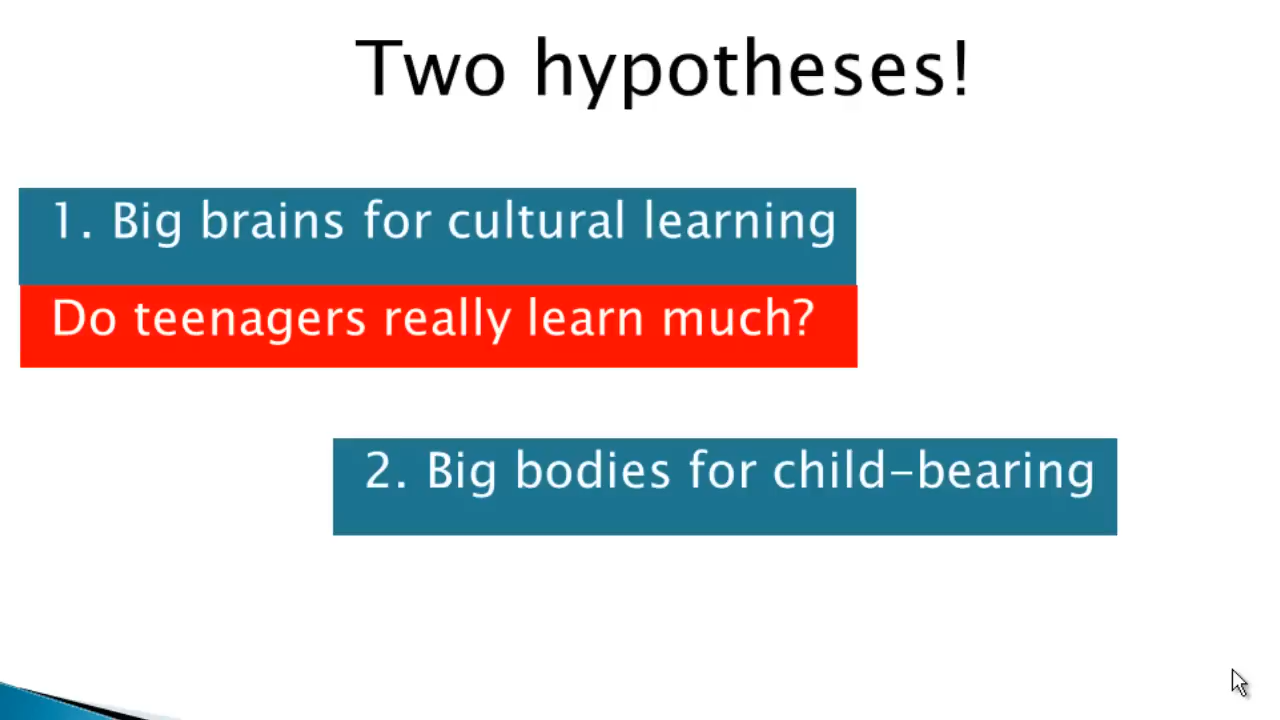 Two hypotheses!
1. Big brains for cultural learning
Do teenagers really learn much?
2. Big bodies for child-bearing